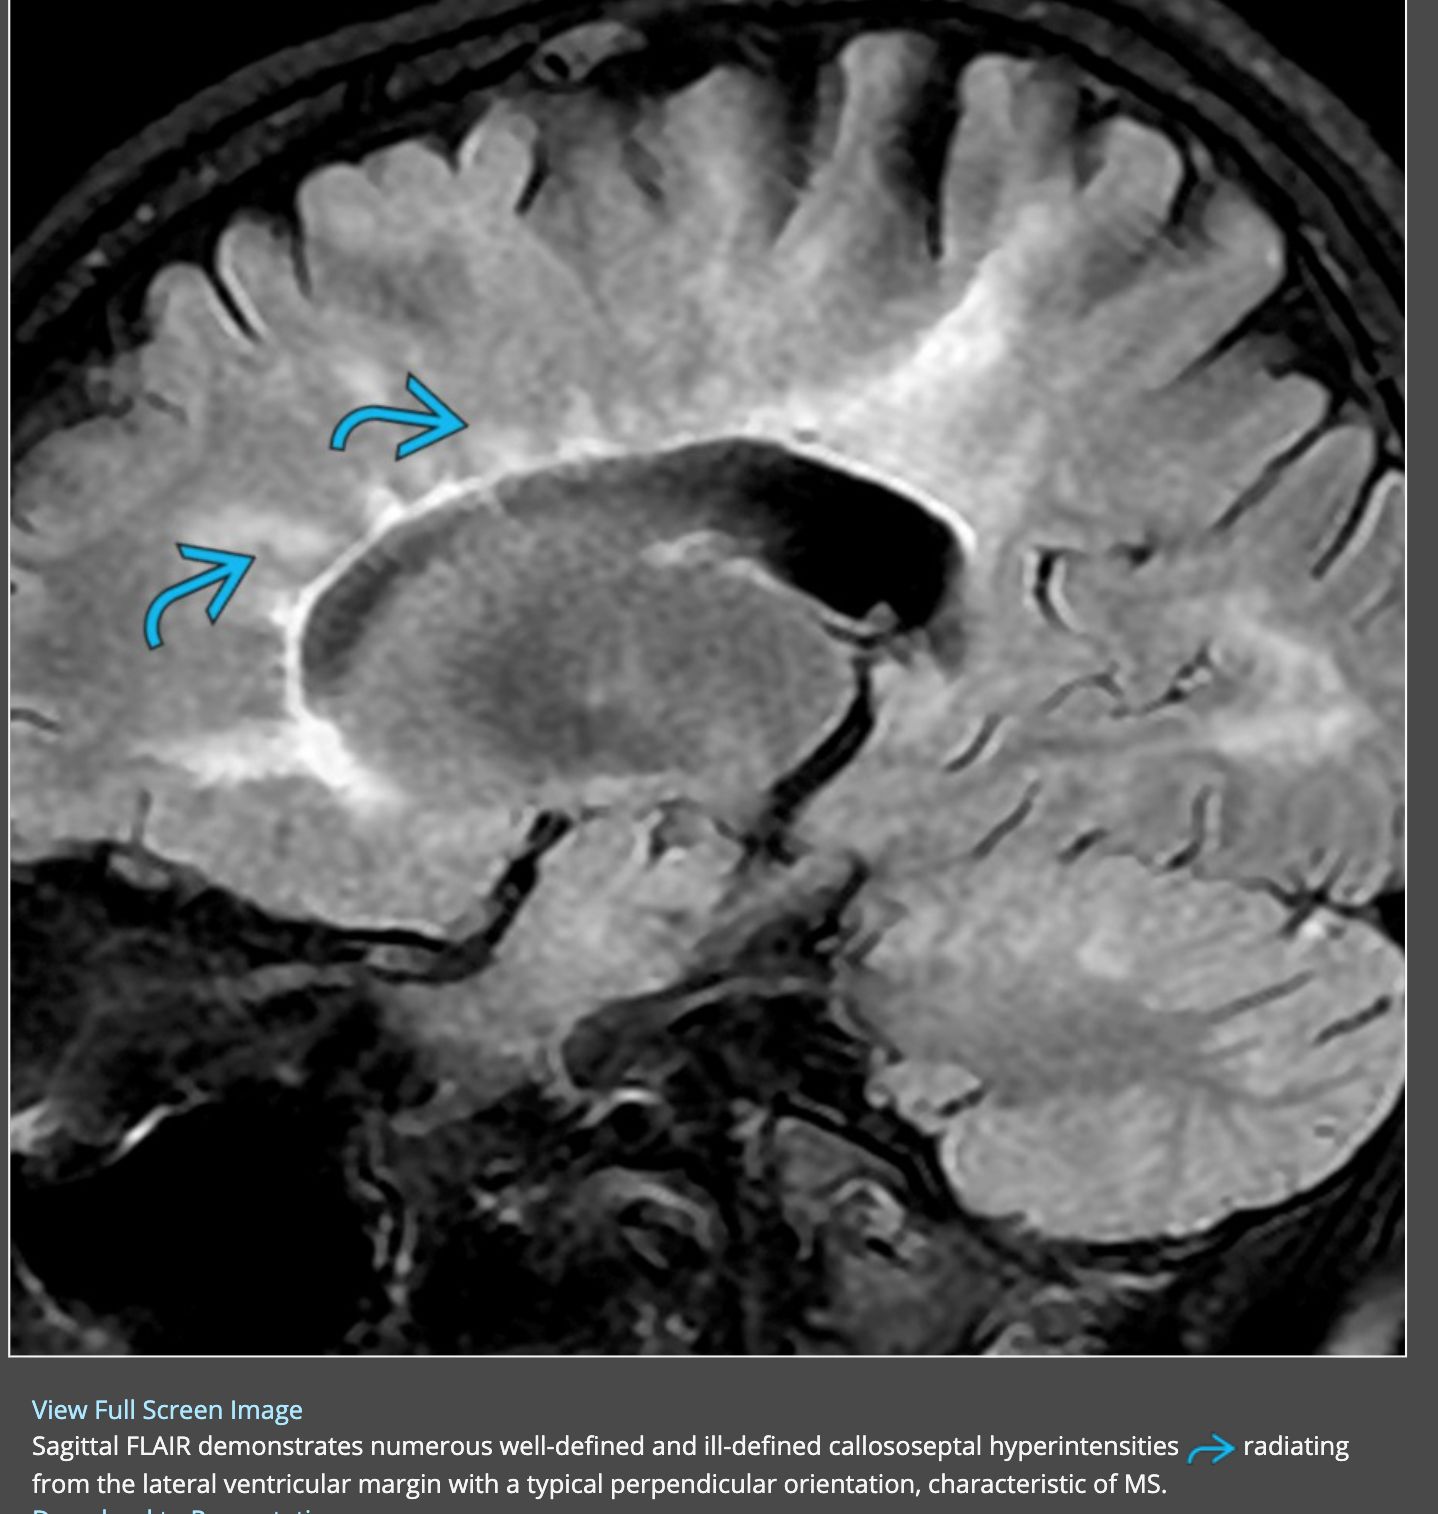 View Full Screen Image
Sagittal FLAIR demonstrates numerous well-defined and ill-defined callososeptal hyperintensities radiating
from the lateral ventricular margin with a typical perpendicular orientation, characteristic of MS.